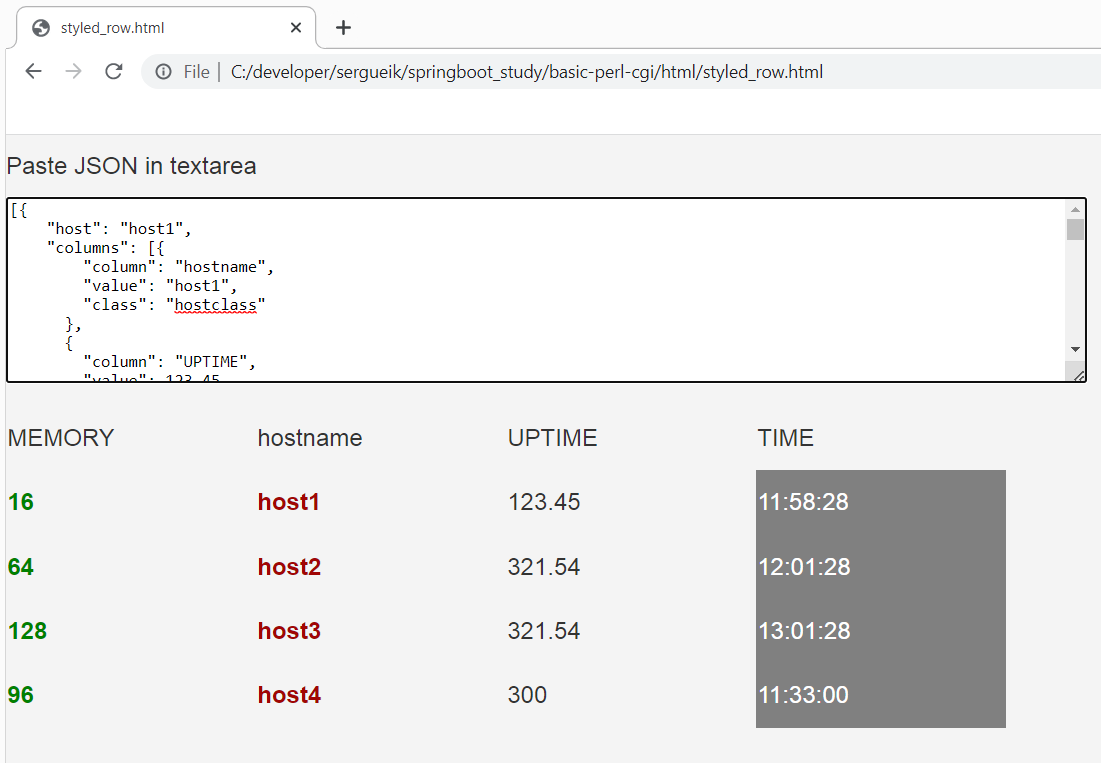 styled_row.html
File | C:/developer/sergueik/springboot_study/basic-perl-cgi/html/styled_row.html
Paste JSON in textarea
[{
    "host": "host1",
    "columns": [{
        "column": "hostname",
        "value": "host1",
        "class": "hostclass"
      },
      {
        "column": "UPTIME",
        "value": 123.45
MEMORY hostname UPTIME TIME
16 host1 123.45 11:58:28
64 host2 321.54 12:01:28
128 host3 321.54 13:01:28
96 host4 300 11:33:00